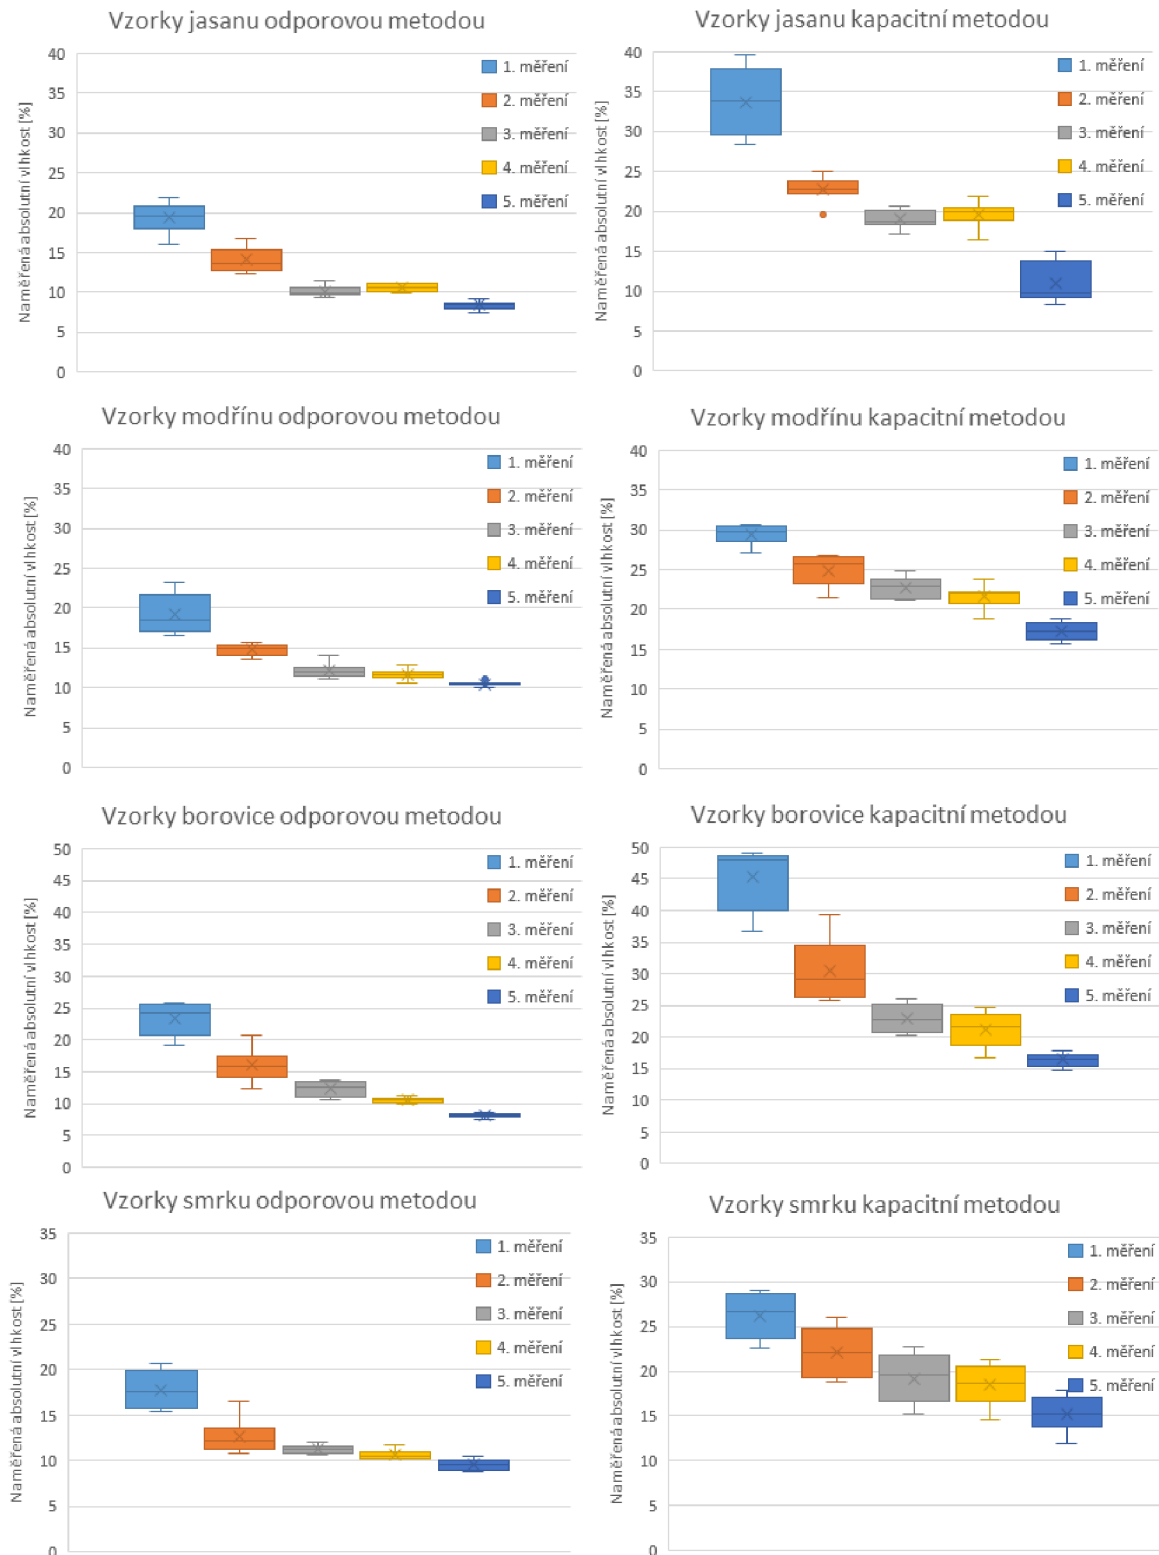 Vzorky jasanu odporovou metodou
Naměřená absolutní vlhkost [%]
40
35
30
25
20
15
10
5
0
1. měření
2. měření
3. měření
4. měření
5. měření
Vzorky jasanu kapacitní metodou
Naměřená absolutní vlhkost [%]
40
35
30
25
20
15
10
5
0
1. měření
2. měření
3. měření
4. měření
5. měření
Vzorky modřínu odporovou metodou
Naměřená absolutní vlhkost [%]
40
35
30
25
20
15
10
5
0
1. měření
2. měření
3. měření
4. měření
5. měření
Vzorky modřínu kapacitní metodou
Naměřená absolutní vlhkost [%]
40
35
30
25
20
15
10
5
0
1. měření
2. měření
3. měření
4. měření
5. měření
Vzorky borovice odporovou metodou
Naměřená absolutní vlhkost [%]
50
45
40
35
30
25
20
15
10
5
0
1. měření
2. měření
3. měření
4. měření
5. měření
Vzorky borovice kapacitní metodou
Naměřená absolutní vlhkost [%]
50
45
40
35
30
25
20
15
10
5
0
1. měření
2. měření
3. měření
4. měření
5. měření
Vzorky smrku odporovou metodou
Naměřená absolutní vlhkost [%]
35
30
25
20
15
10
5
0
1. měření
2. měření
3. měření
4. měření
5. měření
Vzorky smrku kapacitní metodou
Naměřená absolutní vlhkost [%]
35
30
25
20
15
10
5
0
1. měření
2. měření
3. měření
4. měření
5. měření